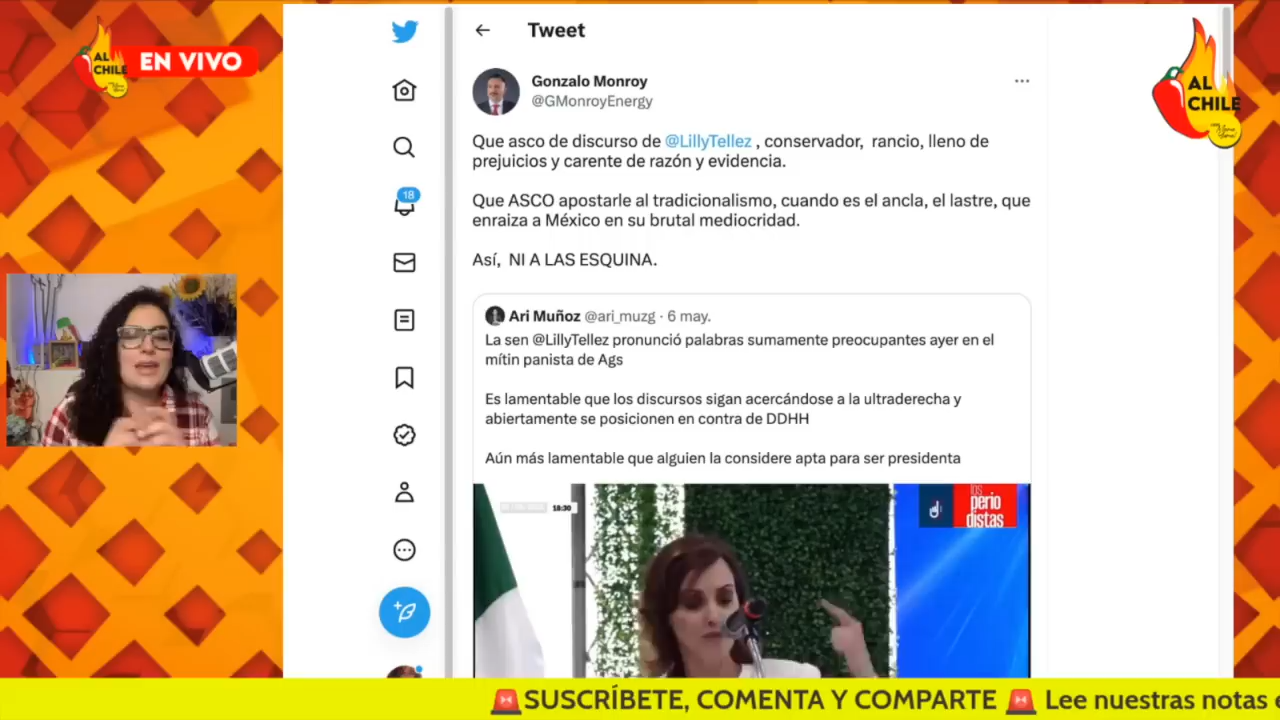 AL
CHILE
EN VIVO
Tweet
AL
CHILE
Gonzalo Monroy
@GMonroyEnergy
Que asco de discurso de @LillyTellez , conservador, rancio, lleno de
prejuicios y carente de razón y evidencia.
Que ASCO apostarle al tradicionalismo, cuando es el ancla, el lastre, que
enraiza a México en su brutal mediocridad.
Así, NI A LAS ESQUINA.
18
Ari Muñoz @ari_muzg · 6 may.
La sen @LillyTellez pronunció palabras sumamente preocupantes ayer en el
mítin panista de Ags
Es lamentable que los discursos sigan acercándose a la ultraderecha y
abiertamente se posicionen en contra de DDHH
Aún más lamentable que alguien la considere apta para ser presidenta
18:30
los
perio
distas
SUSCRÍBETE, COMENTA Y COMPARTE Lee nuestras notas